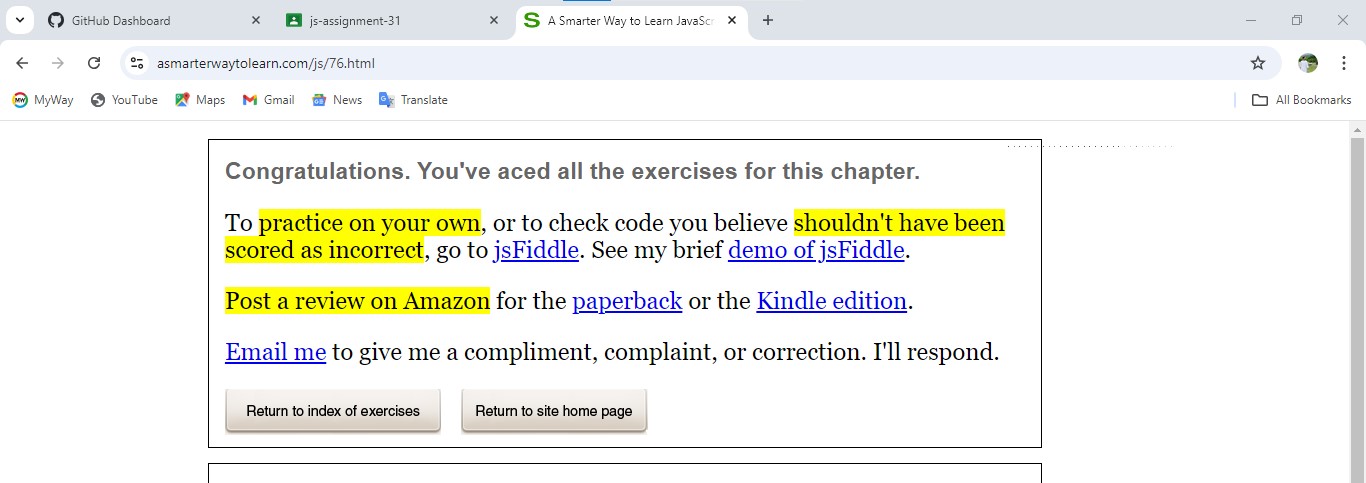 GitHub Dashboard
js-assignment-31
A Smarter Way to Learn JavaScr
asmarterwaytolearn.com/js/76.html
MyWay YouTube Maps Gmail News Translate All Bookmarks
Congratulations. You've aced all the exercises for this chapter.
To practice on your own, or to check code you believe shouldn't have been
scored as incorrect, go to jsFiddle. See my brief demo of jsFiddle.
Post a review on Amazon for the paperback or the Kindle edition.
Email me to give me a compliment, complaint, or correction. I'll respond.
Return to index of exercises Return to site home page